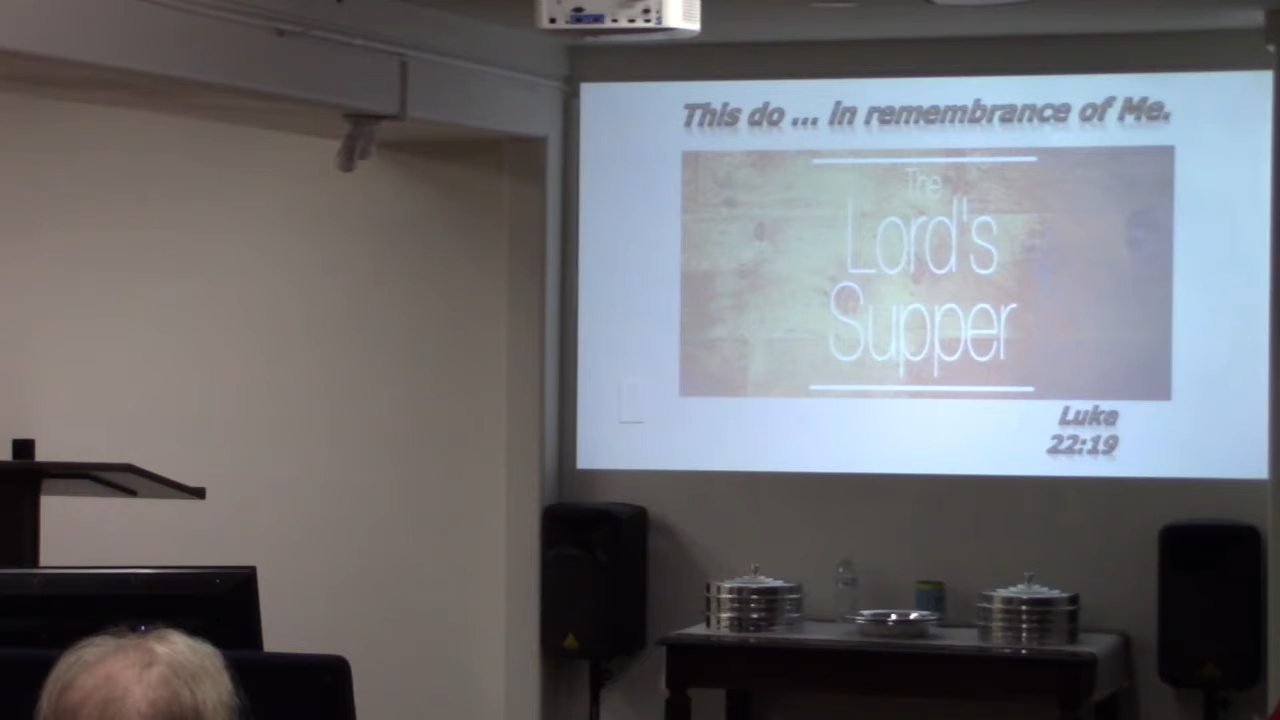 This do ... in remembrance of Me.
The
Lord's
Supper
Luke
22:19